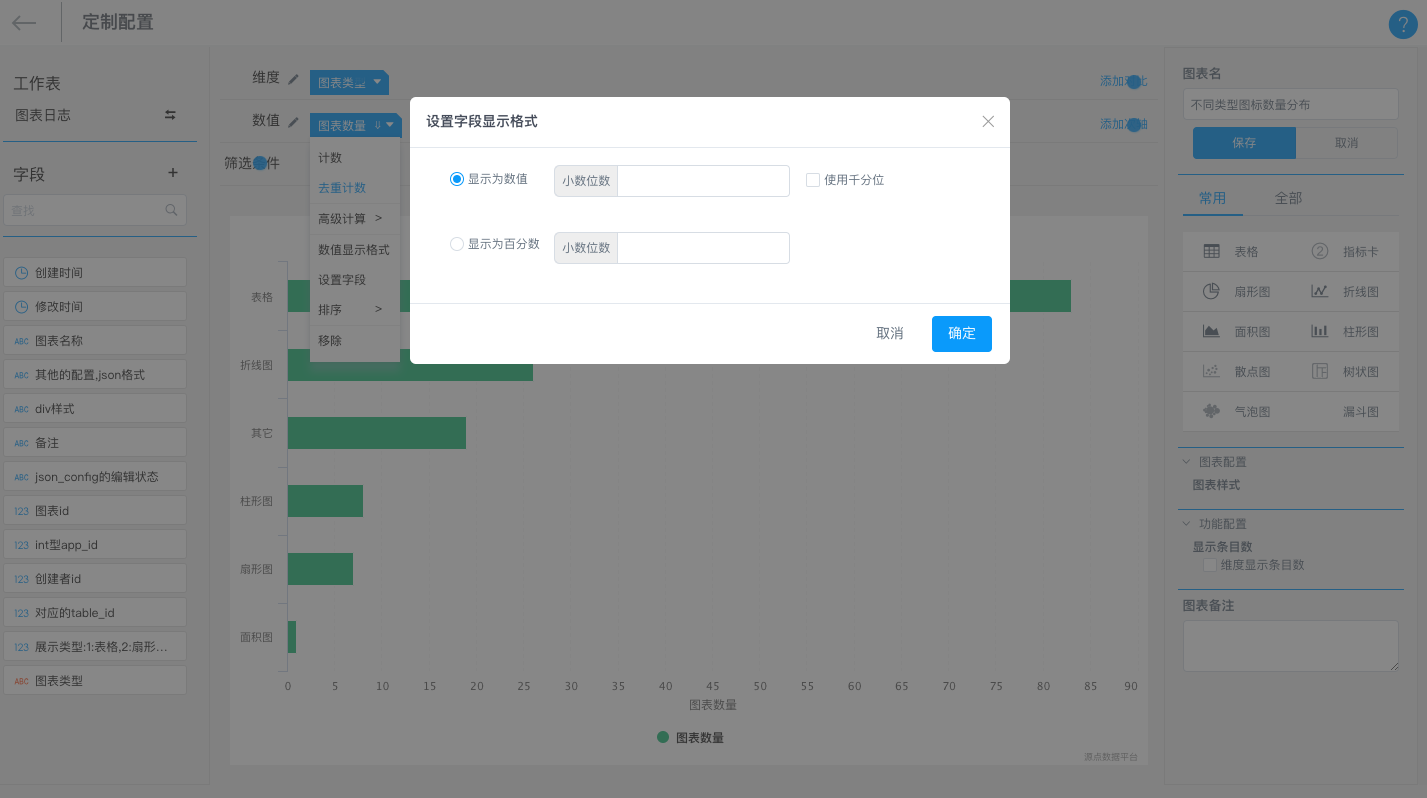 定制配置
?
工作表
图表日志
字段
查找
创建时间
修改时间
ABC 图表名称
ABC 其他的配置,json格式
ABC div样式
ABC 备注
ABC json_config的编辑状态
123 图表id
123 int型app_id
123 创建者id
123 对应的table_id
123 展示类型:1:表格,2:扇形...
ABC 图表类型
维度
图表类型
添加
数值
图表数量
添加
筛选 件
计数
去重计数
高级计算 >
数值显示格式
设置字段
排序 >
移除
设置字段显示格式
显示为数值
小数位数
使用千分位
显示为百分数
小数位数
取消
确定
表格
折线图
其它
柱形图
扇形图
面积图
0 5 10 15 20 25 30 35 40 45 50 55 60 65 70 75 80 85 90
图表数量
图表数量
源点数据平台
图表名
不同类型图标数量分布
保存
取消
常用
全部
表格
2 指标卡
扇形图
折线图
面积图
柱形图
散点图
树状图
气泡图
漏斗图
图表配置
图表样式
功能配置
显示条目数
维度显示条目数
图表备注